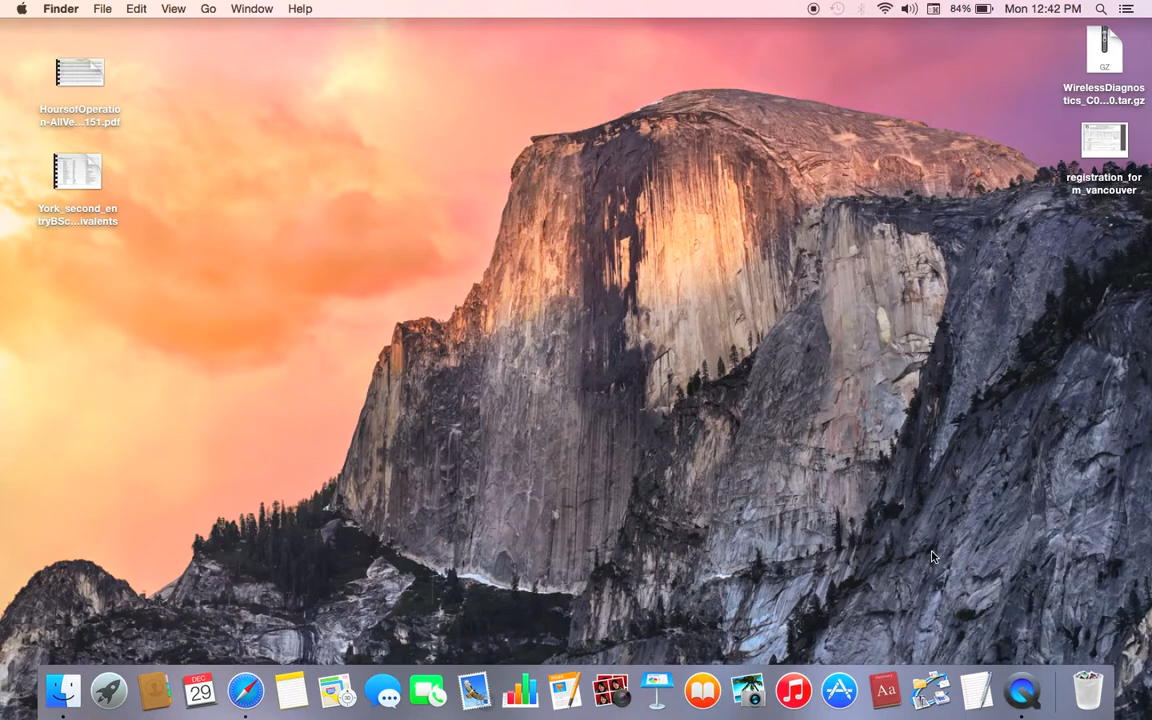 Finder File Edit View Go Window Help 84% Mon 12:42 PM
HoursofOperatio
n-AllVe...151.pdf
York_second_en
tryBSc...ivalents
GZ
WirelessDiagnos
tics_C0...0.tar.gz
registration_for
m_vancouver
DEC
29
Aa